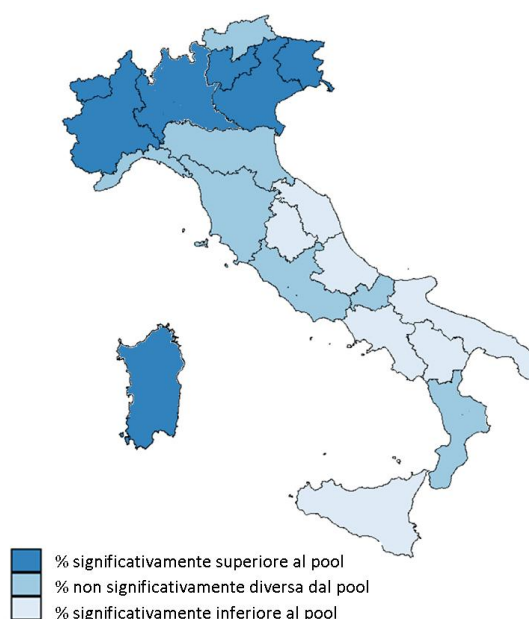 % significativamente superiore al pool
% non significativamente diversa dal pool
% significativamente inferiore al pool